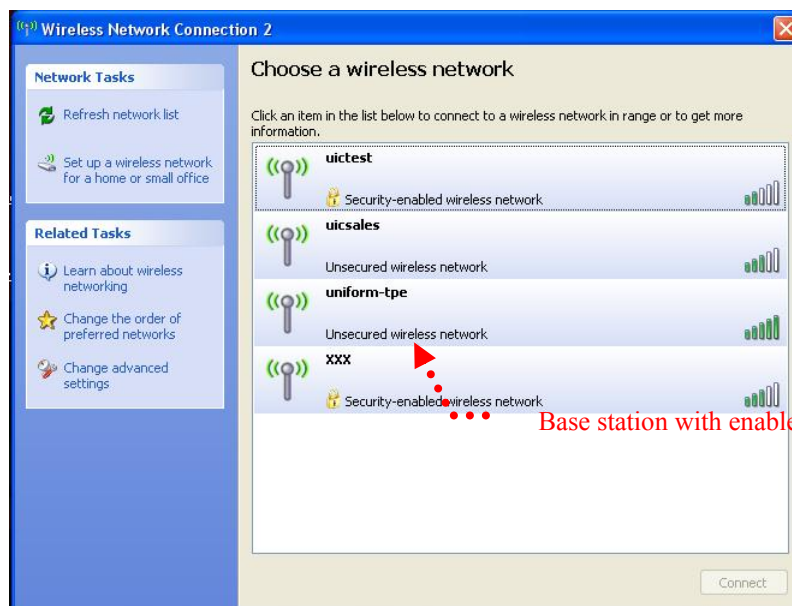 Wireless Network Connection 2
Network Tasks
Refresh network list
Set up a wireless network
for a home or small office
Related Tasks
Learn about wireless
networking
Change the order of
preferred networks
Change advanced
settings
Choose a wireless network
Click an item in the list below to connect to a wireless network in range or to get more
information.
uictest
Security-enabled wireless network
uicsales
Unsecured wireless network
uniform-tpe
Unsecured wireless network
xxx
Security-enabled wireless network
Base station with enable
Connect